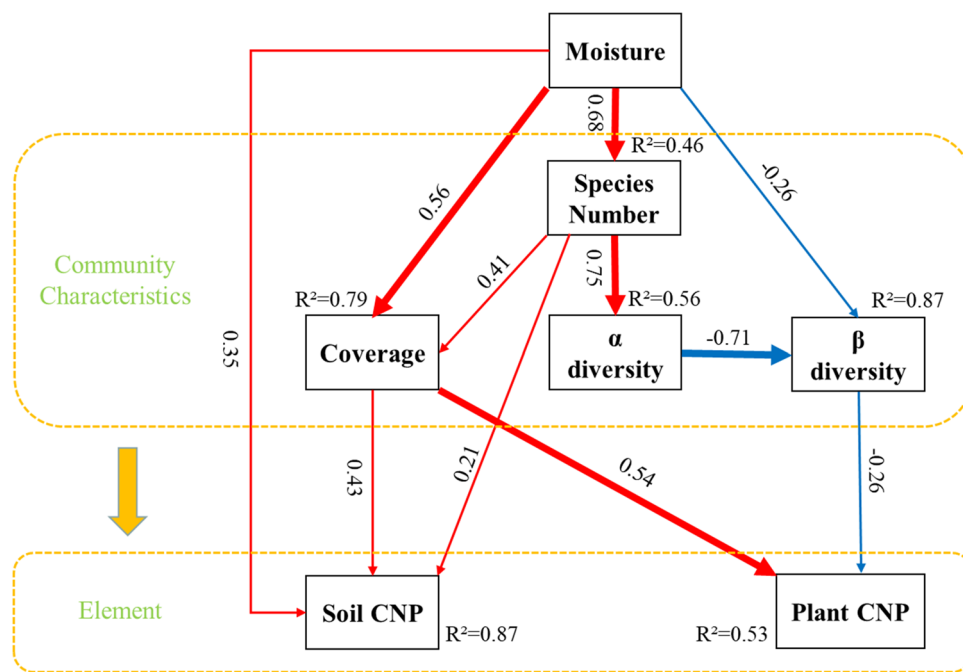 Moisture
0.68
R²=0.46
0.56
-0.26
Species
Number
Community
Characteristics
0.41
0.75
R²=0.79
R²=0.56
R²=0.87
0.35
Coverage
α
diversity
-0.71
β
diversity
0.43
0.21
0.54
-0.26
Element
Soil CNP
R²=0.87
R²=0.53
Plant CNP